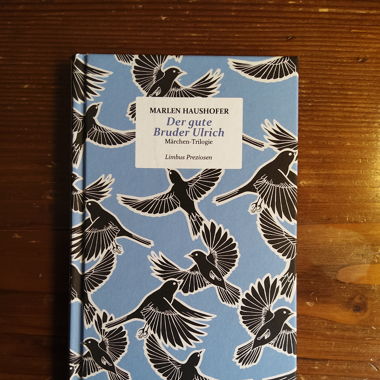 MARLEN HAUSHOFER
Der gute
Bruder Ulrich
Märchen-Trilogie
Limbus Preziosen